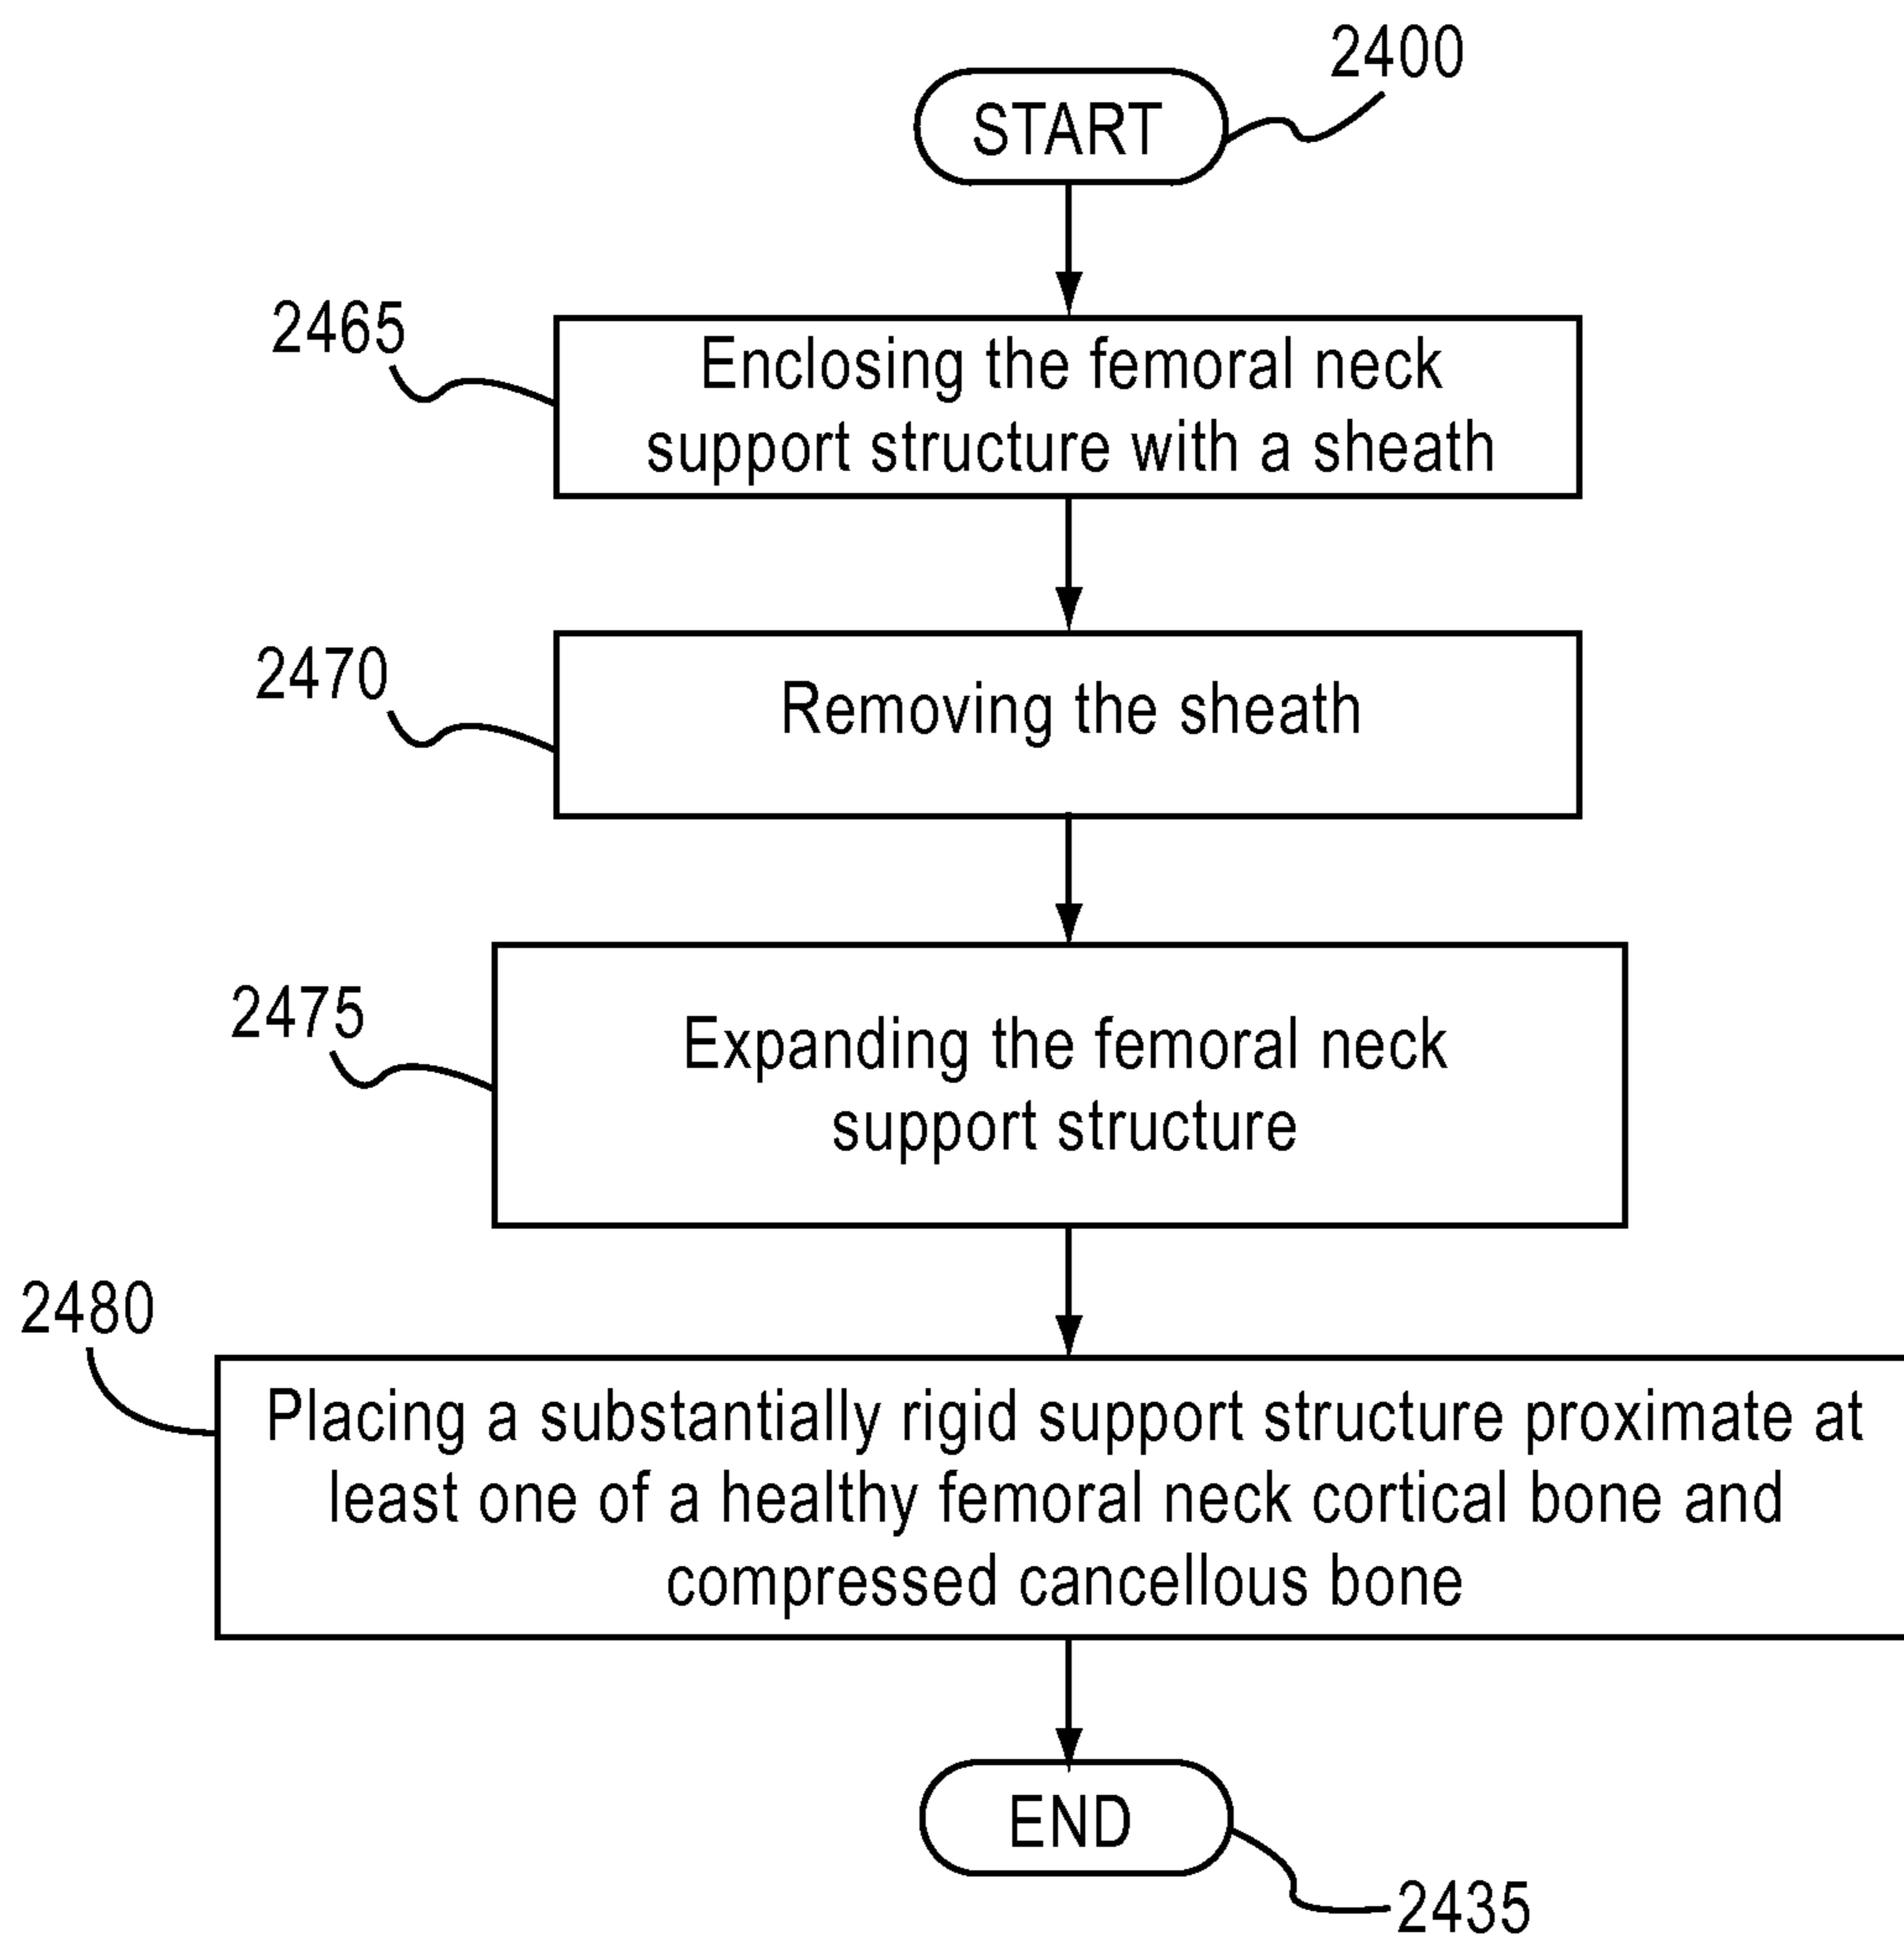 2400
START
2465
Enclosing the femoral neck
support structure with a sheath
2470
Removing the sheath
2475
Expanding the femoral neck
support structure
2480
Placing a substantially rigid support structure proximate at
least one of a healthy femoral neck cortical bone and
compressed cancellous bone
END
2435